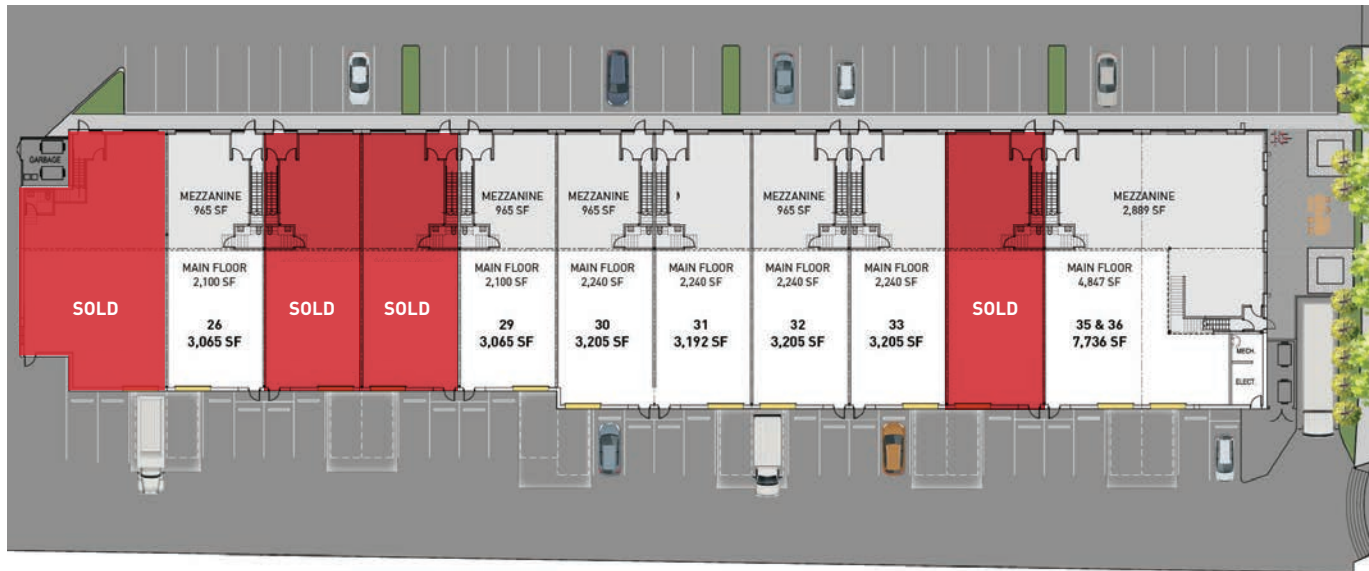 GARBAGE
MEZZANINE
965 SF
MEZZANINE
965 SF
MEZZANINE
965 SF
MEZZANINE
965 SF
MEZZANINE
2,889 SF
SOLD
MAIN FLOOR
2,100 SF
26
3,065 SF
SOLD
SOLD
MAIN FLOOR
2,100 SF
29
3,065 SF
MAIN FLOOR
2,240 SF
30
3,205 SF
MAIN FLOOR
2,240 SF
31
3,192 SF
MAIN FLOOR
2,240 SF
32
3,205 SF
MAIN FLOOR
2,240 SF
33
3,205 SF
SOLD
MAIN FLOOR
4,847 SF
35 & 36
7,736 SF
MECH.
ELECT.